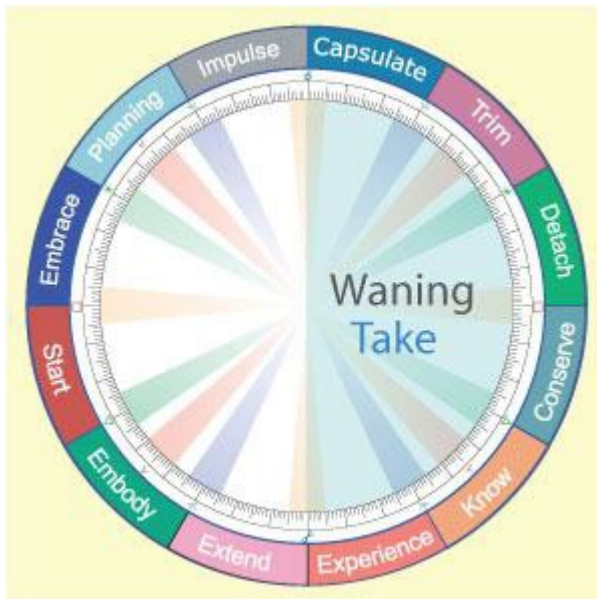 Capsulate
Trim
Detach
Conserve
Know
Experience
Extend
Embody
Start
Embrace
Planning
Impulse
Waning
Take